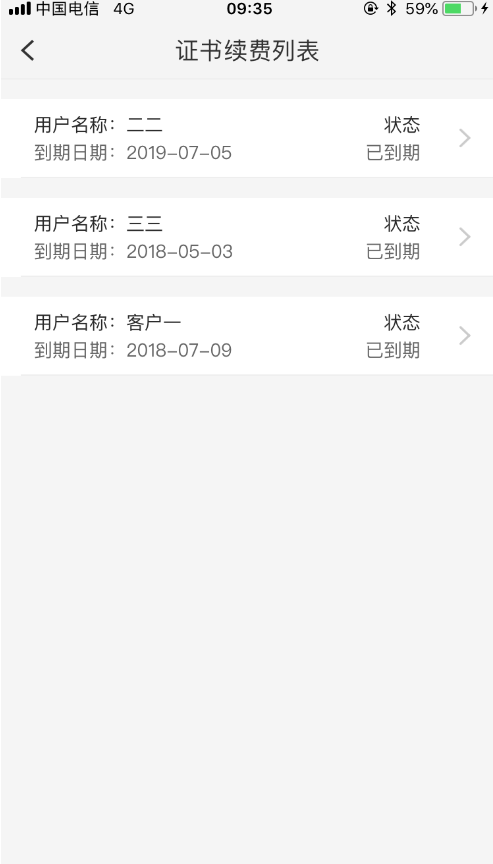 中国电信 4G 09:35 59%
证书续费列表
用户名称：二二 状态
到期日期：2019-07-05 已到期
用户名称：三三 状态
到期日期：2018-05-03 已到期
用户名称：客户一 状态
到期日期：2018-07-09 已到期